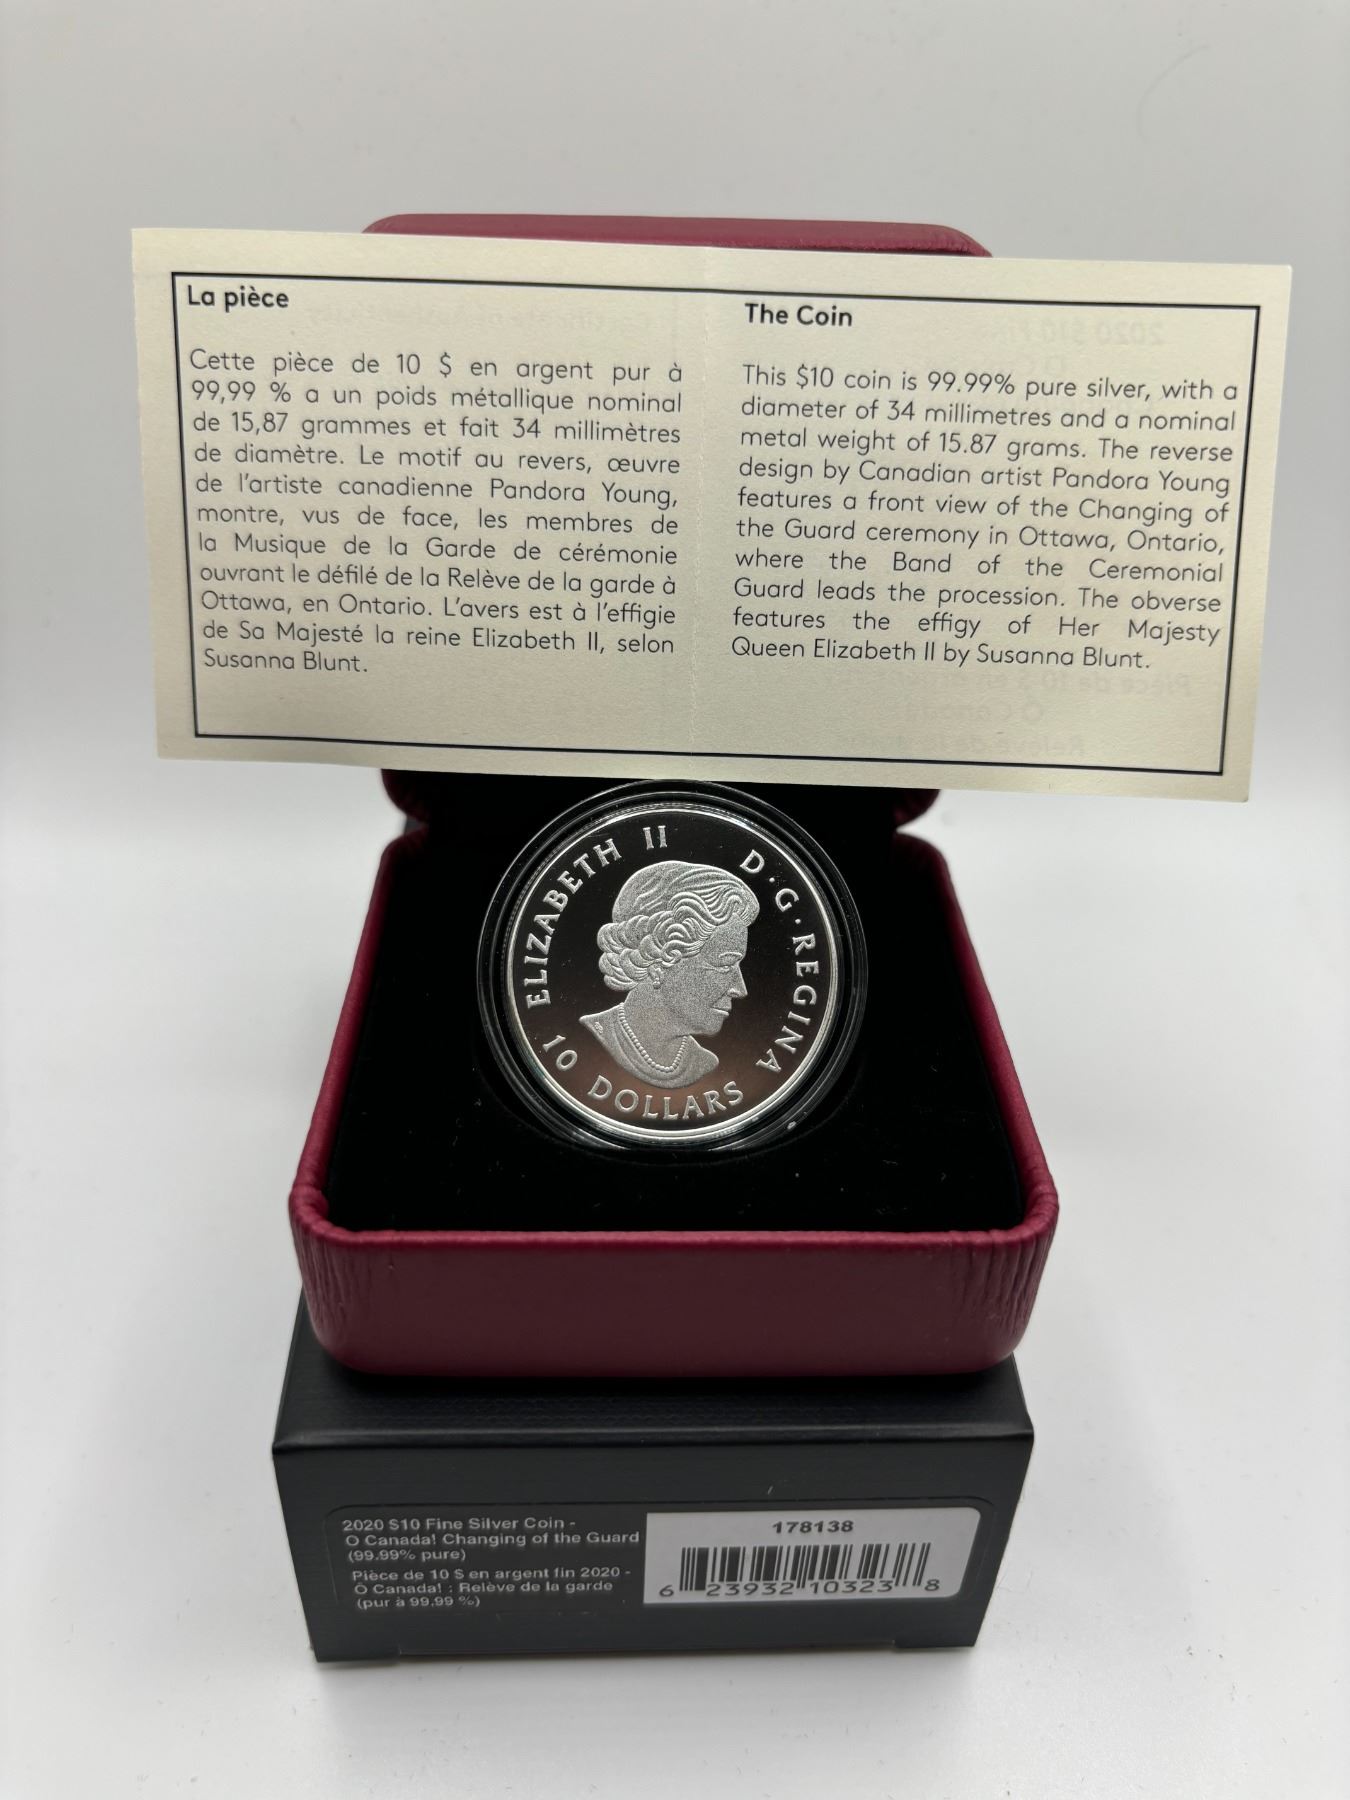 La pièce
Cette pièce de 10 $ en argent pur à
99,99 % a un poids métallique nominal
de 15,87 grammes et fait 34 millimètres
de diamètre. Le motif au revers, œuvre
de l'artiste canadienne Pandora Young,
montre, vus de face, les membres de
la Musique de la Garde de cérémonie
ouvrant le défilé de la Relève de la garde à
Ottawa, en Ontario. L'avers est à l'effigie
de Sa Majesté la reine Elizabeth II, selon
Susanna Blunt.
The Coin
This $10 coin is 99.99% pure silver, with a
diameter of 34 millimetres and a nominal
metal weight of 15.87 grams. The reverse
design by Canadian artist Pandora Young
features a front view of the Changing of
the Guard ceremony in Ottawa, Ontario,
where the Band of the Ceremonial
Guard leads the procession. The obverse
features the effigy of Her Majesty
Queen Elizabeth II by Susanna Blunt.
ELIZABETH II D·G·REGINA
10 DOLLARS
2020 $10 Fine Silver Coin -
O Canada! Changing of the Guard
(99.99% pure)
Pièce de 10 $ en argent fin 2020 -
Ô Canada! : Relève de la garde
(pur à 99.99 %)
178138
6 23932 10323 8